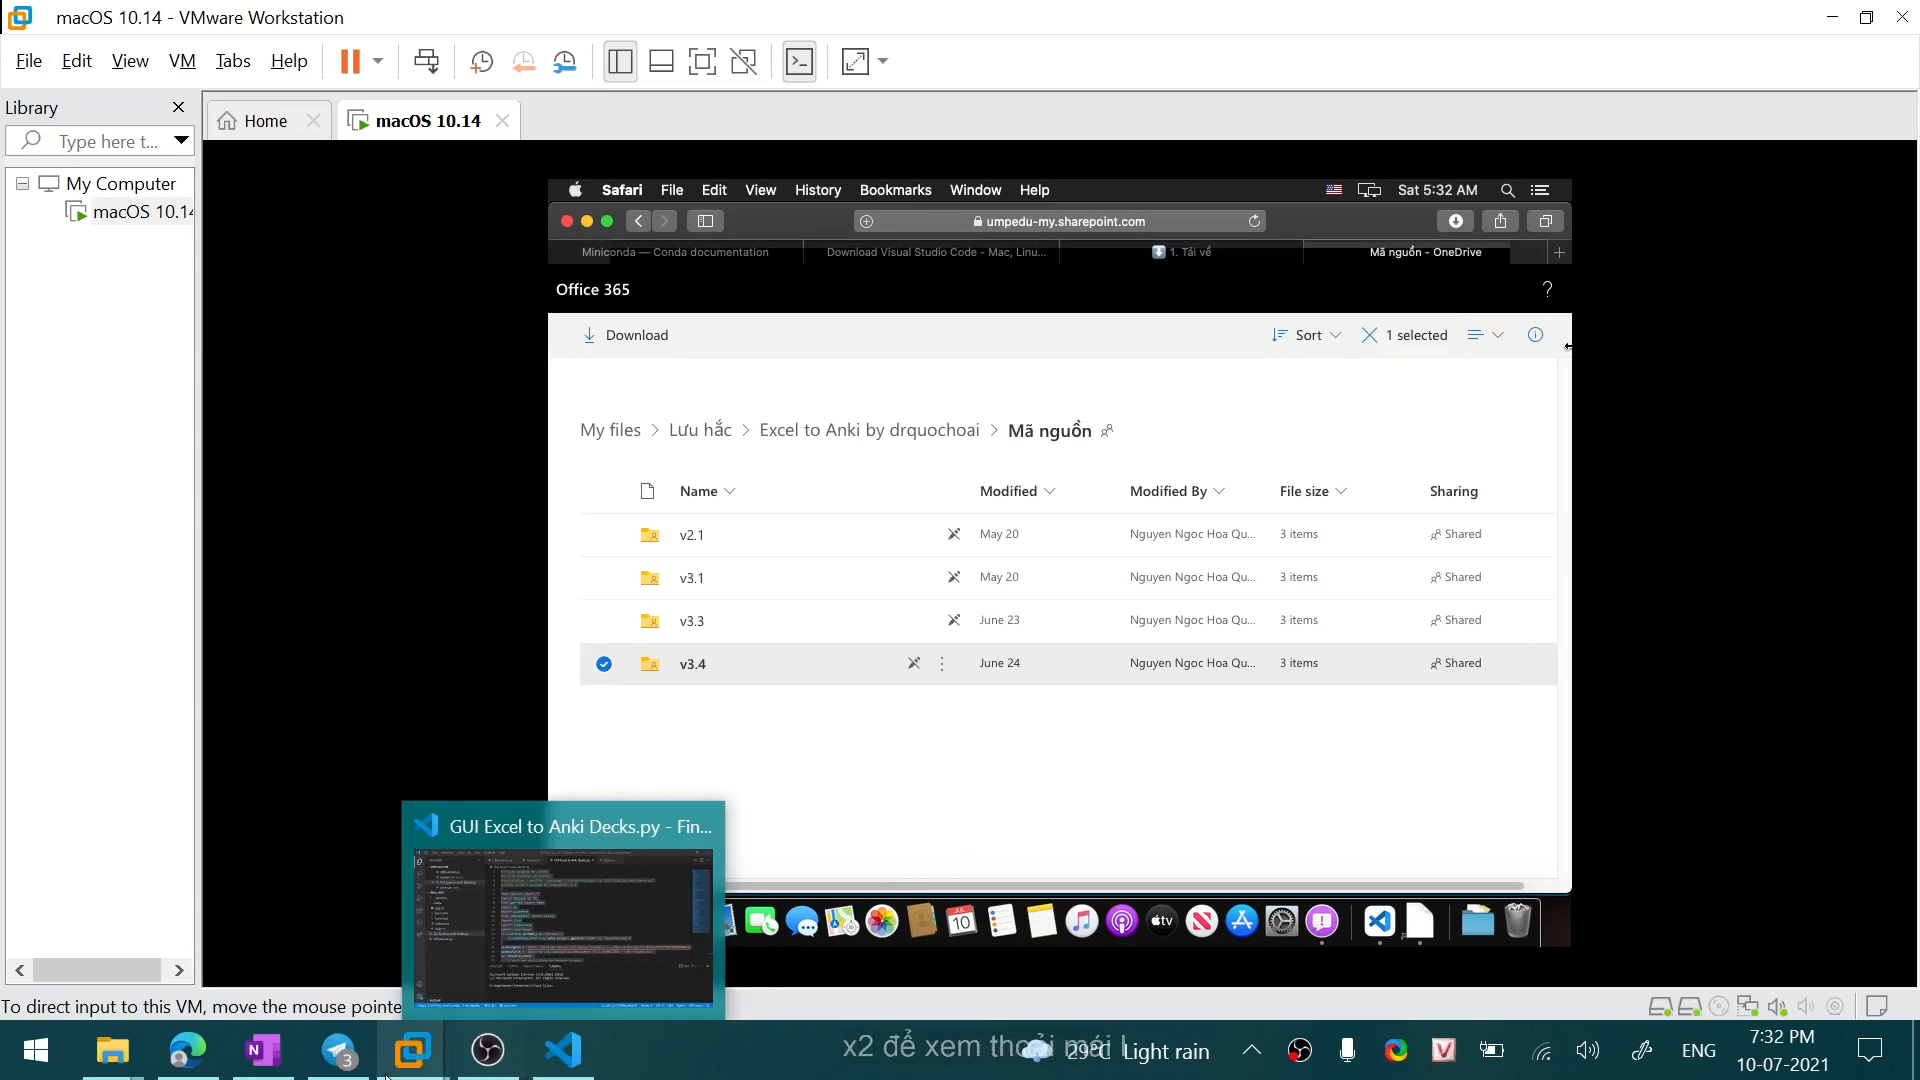 macOS 10.14 - VMware Workstation
File Edit View VM Tabs Help
Library
Type here t...
Home
macOS 10.14
My Computer
macOS 10.14
Safari File Edit View History Bookmarks Window Help
Sat 5:32 AM
umpedu-my.sharepoint.com
Miniconda — Conda documentation
Download Visual Studio Code - Mac, Linu...
1. Tải về
Mã nguồn - OneDrive
Office 365
?
Download
Sort
1 selected
My files > Lưu hắc > Excel to Anki by drquochoai > Mã nguồn
Name Modified Modified By File size Sharing
v2.1 May 20 Nguyen Ngoc Hoa Qu... 3 items Shared
v3.1 May 20 Nguyen Ngoc Hoa Qu... 3 items Shared
v3.3 June 23 Nguyen Ngoc Hoa Qu... 3 items Shared
v3.4 June 24 Nguyen Ngoc Hoa Qu... 3 items Shared
GUI Excel to Anki Decks.py - Fin...
JUL
10
tv
To direct input to this VM, move the mouse pointe
3
x2 để xem thoải mái !
29°C Light rain
ENG
7:32 PM
10-07-2021